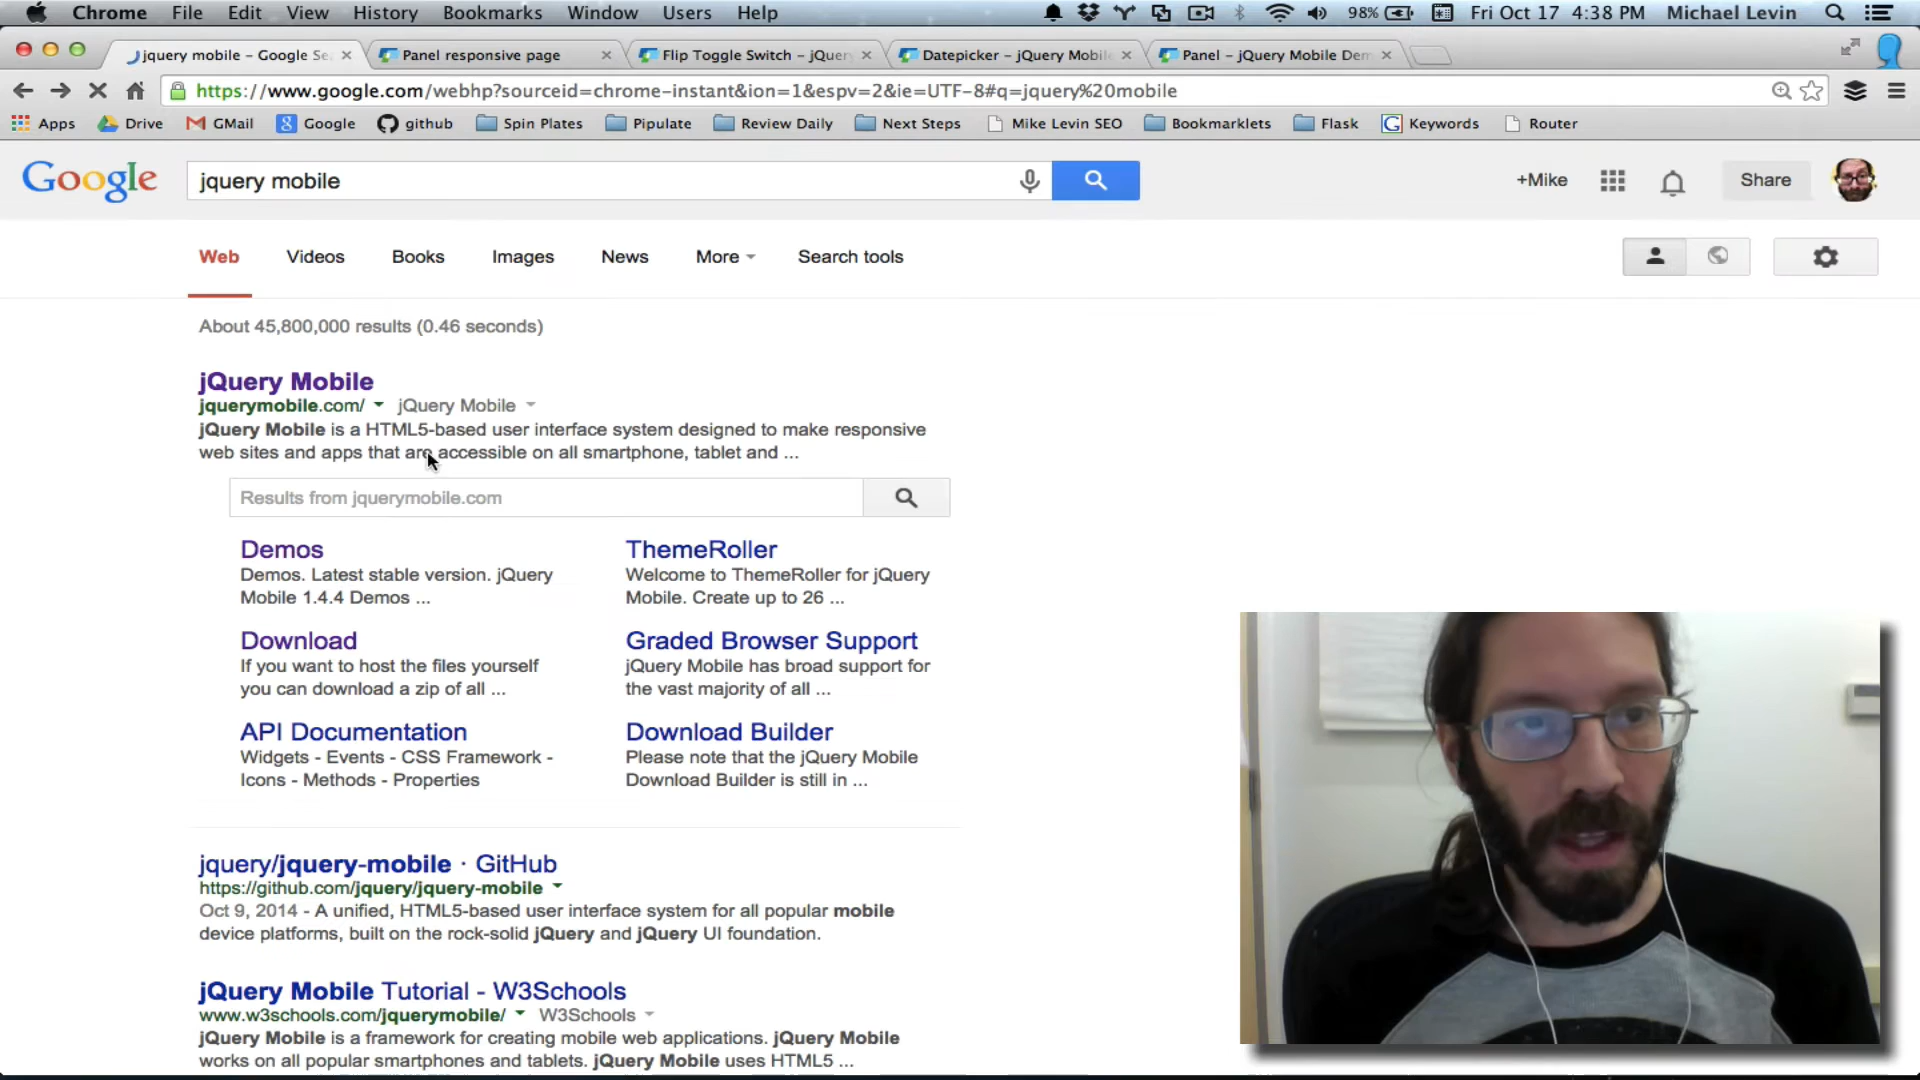 Chrome File Edit View History Bookmarks Window Users Help 98% Fri Oct 17 4:38 PM Michael Levin
jquery mobile – Google Se Panel responsive page Flip Toggle Switch – jQuery Datepicker – jQuery Mobile Panel – jQuery Mobile Dem
https://www.google.com/webhp?sourceid=chrome-instant&ion=1&espv=2&ie=UTF-8#q=jquery%20mobile
Apps Drive GMail Google github Spin Plates Pipulate Review Daily Next Steps Mike Levin SEO Bookmarklets Flask Keywords Router
Google jquery mobile +Mike Share
Web Videos Books Images News More Search tools
About 45,800,000 results (0.46 seconds)
jQuery Mobile
jquerymobile.com/ jQuery Mobile
jQuery Mobile is a HTML5-based user interface system designed to make responsive
web sites and apps that are accessible on all smartphone, tablet and ...
Results from jquerymobile.com
Demos
Demos. Latest stable version. jQuery
Mobile 1.4.4 Demos ...
ThemeRoller
Welcome to ThemeRoller for jQuery
Mobile. Create up to 26 ...
Download
If you want to host the files yourself
you can download a zip of all ...
Graded Browser Support
jQuery Mobile has broad support for
the vast majority of all ...
API Documentation
Widgets - Events - CSS Framework -
Icons - Methods - Properties
Download Builder
Please note that the jQuery Mobile
Download Builder is still in ...
jquery/jquery-mobile · GitHub
https://github.com/jquery/jquery-mobile
Oct 9, 2014 - A unified, HTML5-based user interface system for all popular mobile
device platforms, built on the rock-solid jQuery and jQuery UI foundation.
jQuery Mobile Tutorial - W3Schools
www.w3schools.com/jquerymobile/ W3Schools
jQuery Mobile is a framework for creating mobile web applications. jQuery Mobile
works on all popular smartphones and tablets. jQuery Mobile uses HTML5 ...